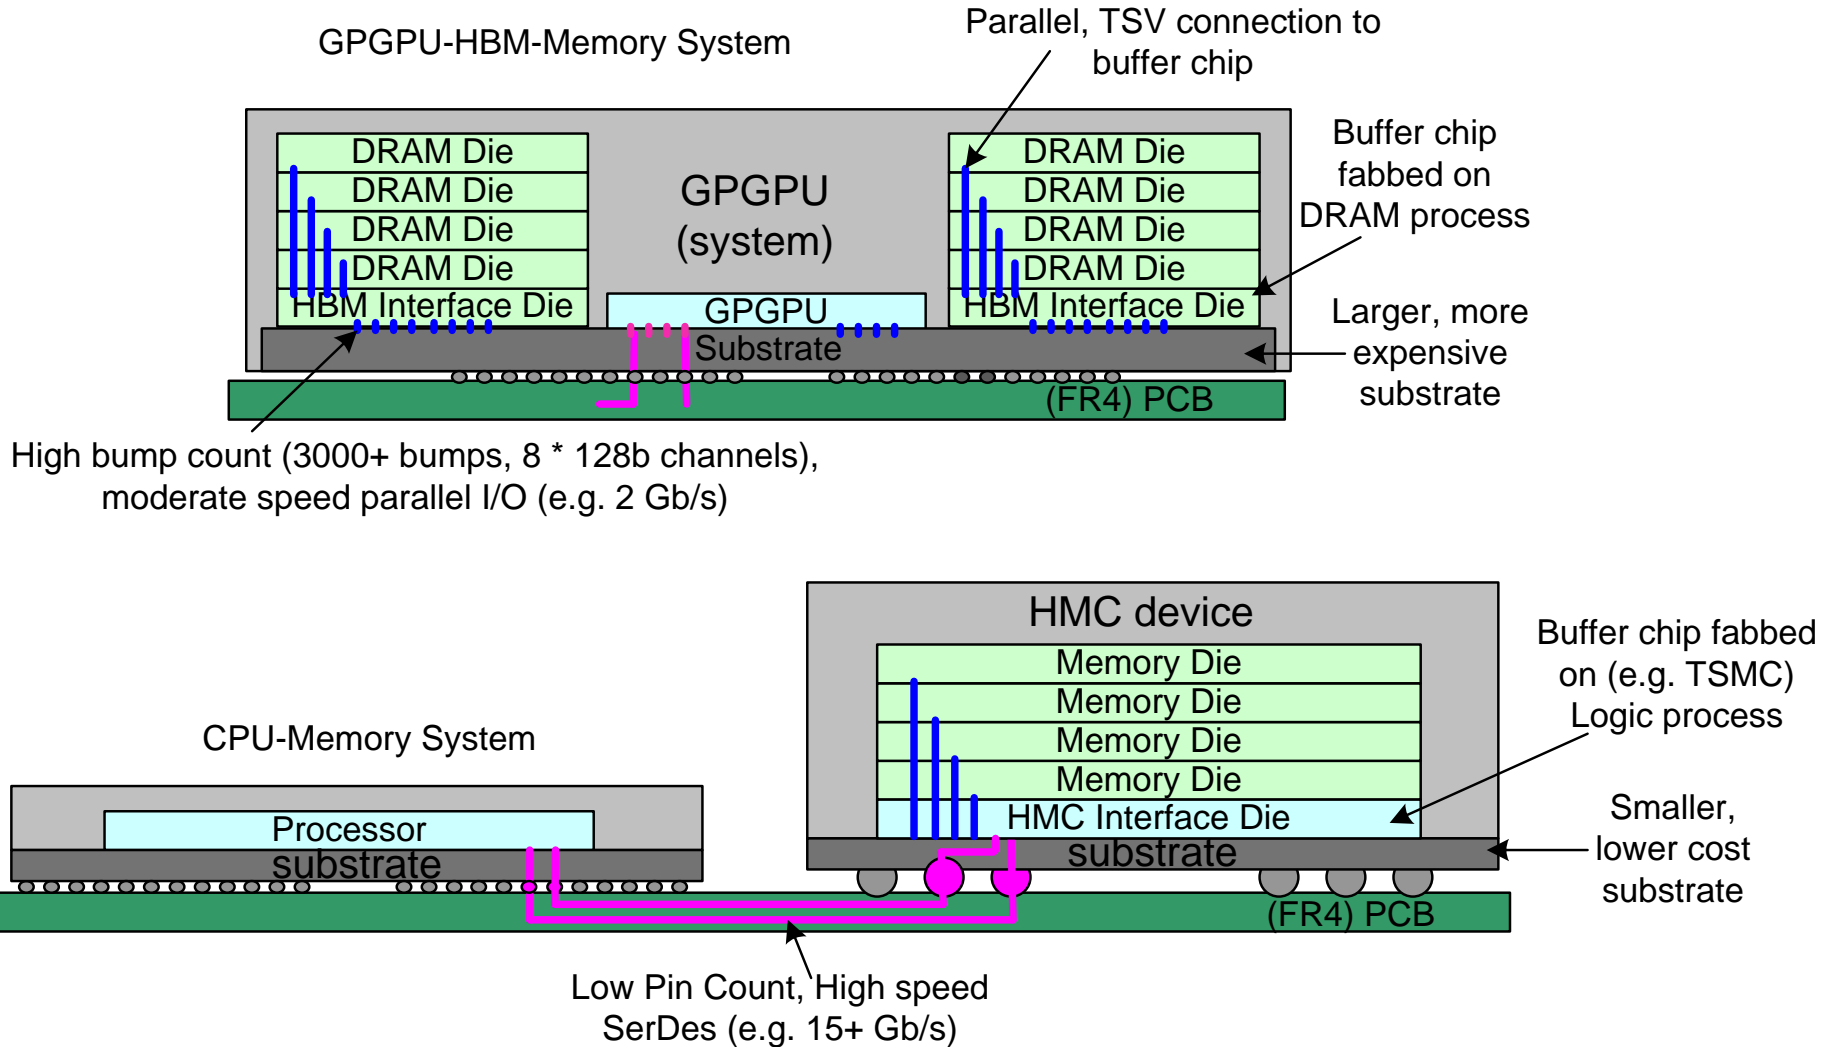 GPGPU-HBM-Memory System
Parallel, TSV connection to
buffer chip
DRAM Die
DRAM Die
DRAM Die
DRAM Die
HBM Interface Die
GPGPU
(system)
GPGPU
DRAM Die
DRAM Die
DRAM Die
DRAM Die
HBM Interface Die
Buffer chip
fabbed on
DRAM process
Substrate
Larger, more
expensive
substrate
(FR4) PCB
High bump count (3000+ bumps, 8 * 128b channels),
moderate speed parallel I/O (e.g. 2 Gb/s)
HMC device
Memory Die
Memory Die
Memory Die
Memory Die
HMC Interface Die
substrate
Buffer chip fabbed
on (e.g. TSMC)
Logic process
CPU-Memory System
Processor
substrate
Smaller,
lower cost
substrate
(FR4) PCB
Low Pin Count, High speed
SerDes (e.g. 15+ Gb/s)